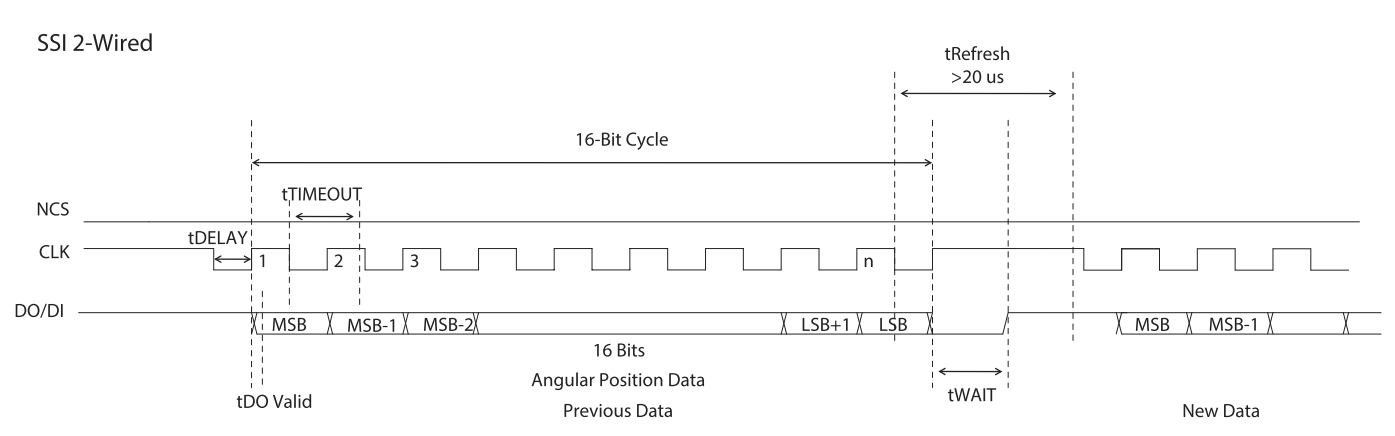 SSI 2-Wired
tRefresh
>20 us
16-Bit Cycle
tTIMEOUT
NCS
tDELAY
CLK
1
2
3
n
DO/DI
MSB
MSB-1
MSB-2
LSB+1
LSB
MSB
MSB-1
16 Bits
Angular Position Data
tWAIT
tDO Valid
Previous Data
New Data